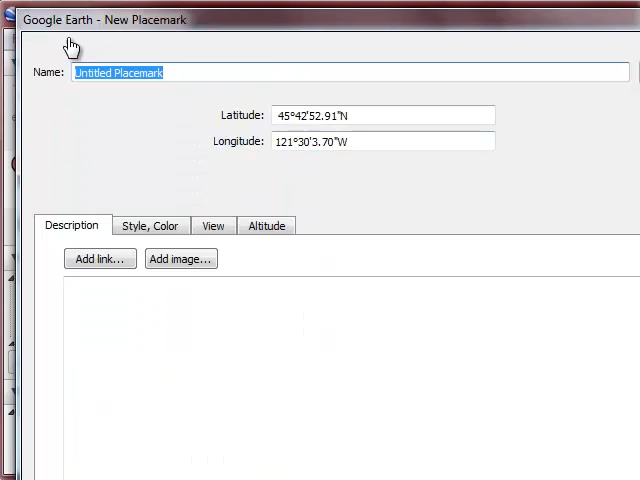 Google Earth - New Placemark
Name: Untitled Placemark
Latitude: 45°42'52.91"N
Longitude: 121°30'3.70"W
Description Style, Color View Altitude
Add link... Add image...